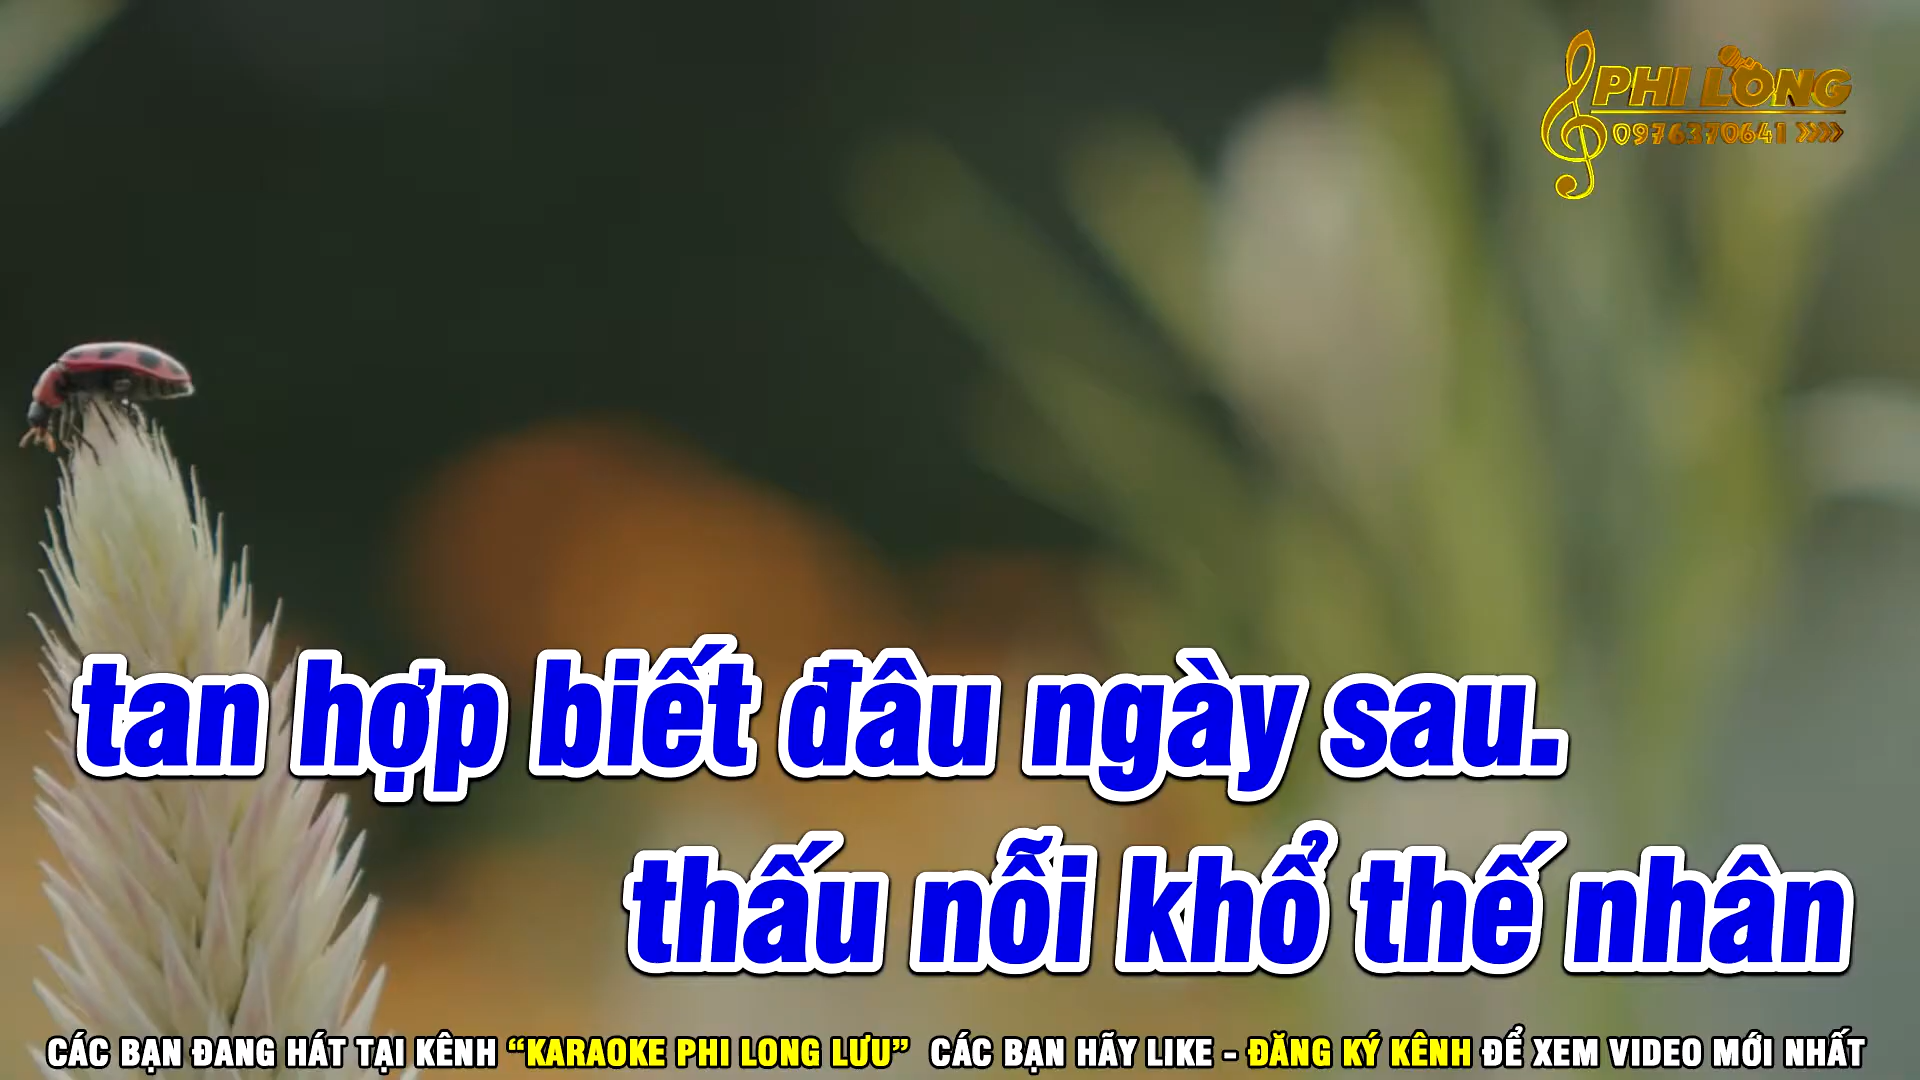 PHI LONG
0976370641
tan hợp biết đâu ngày sau.
thấu nỗi khổ thế nhân
CÁC BẠN ĐANG HÁT TẠI KÊNH “KARAOKE PHI LONG LƯU” CÁC BẠN HÃY LIKE - ĐĂNG KÝ KÊNH ĐỂ XEM VIDEO MỚI NHẤT